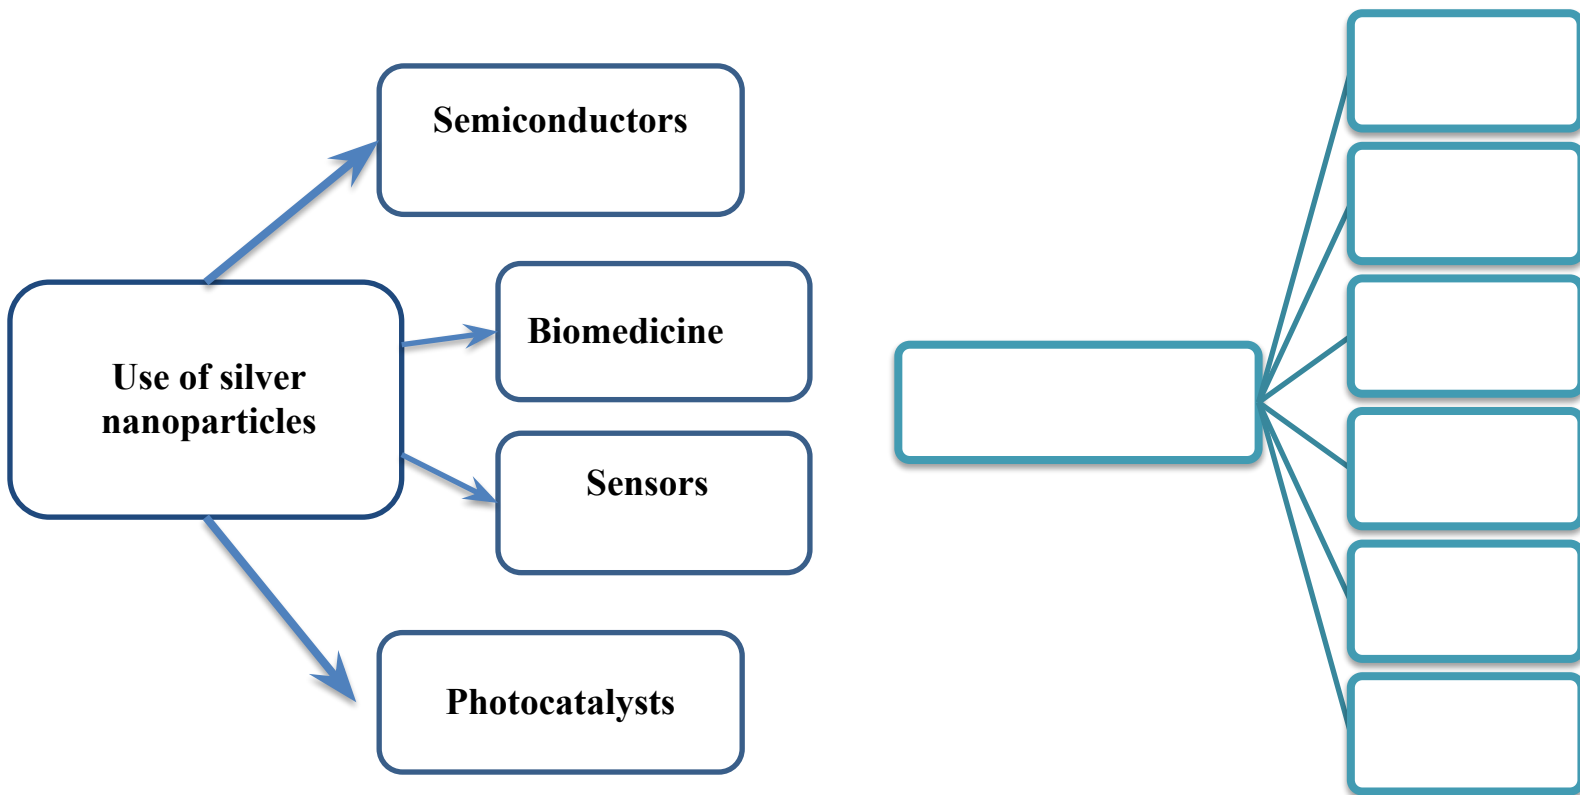 Semiconductors
Biomedicine
Use of silver
nanoparticles
Sensors
Photocatalysts